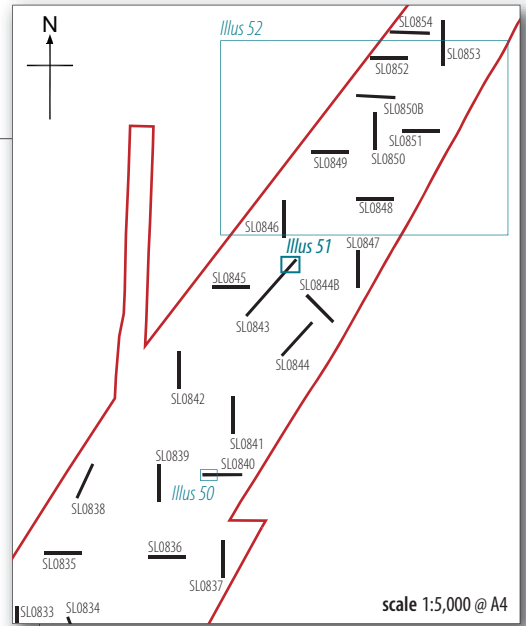 N
Illus 52
SL0854
SL0853
SL0852
SL0850B
SL0851
SL0850
SL0849
SL0848
SL0846
Illus 51
SL0847
SL0845
SL0844B
SL0843
SL0844
SL0842
SL0841
SL0839
SL0840
Illus 50
SL0838
SL0836
SL0835
SL0837
SL0833
SL0834
scale 1:5,000 @ A4